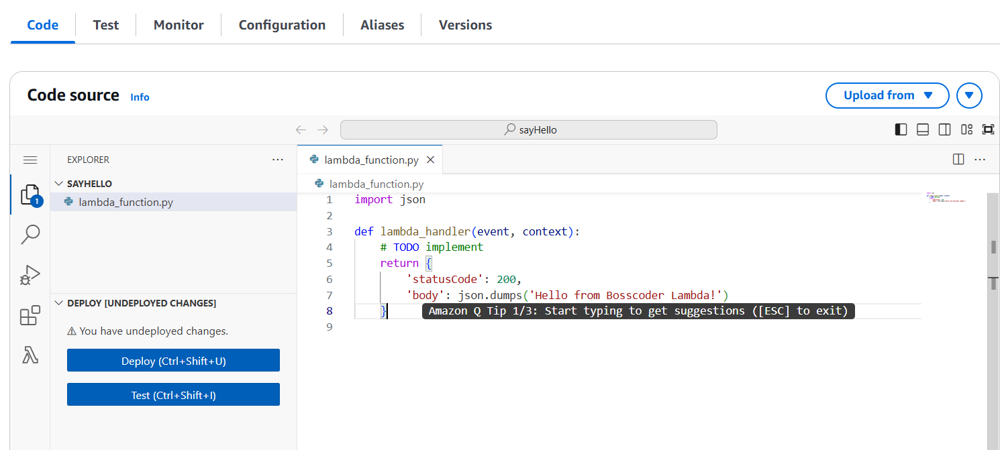 Code Test Monitor Configuration Aliases Versions
Code source Info Upload from
sayHello
EXPLORER
SAYHELLO
lambda_function.py
DEPLOY [UNDEPLOYED CHANGES]
You have undeployed changes.
Deploy (Ctrl+Shift+U)
Test (Ctrl+Shift+I)
1
lambda_function.py
lambda_function.py
1 import json
2
3 def lambda_handler(event, context):
4     # TODO implement
5     return {
6         'statusCode': 200,
7         'body': json.dumps('Hello from Bosscoder Lambda!')
8     } Amazon Q Tip 1/3: Start typing to get suggestions ([ESC] to exit)
9